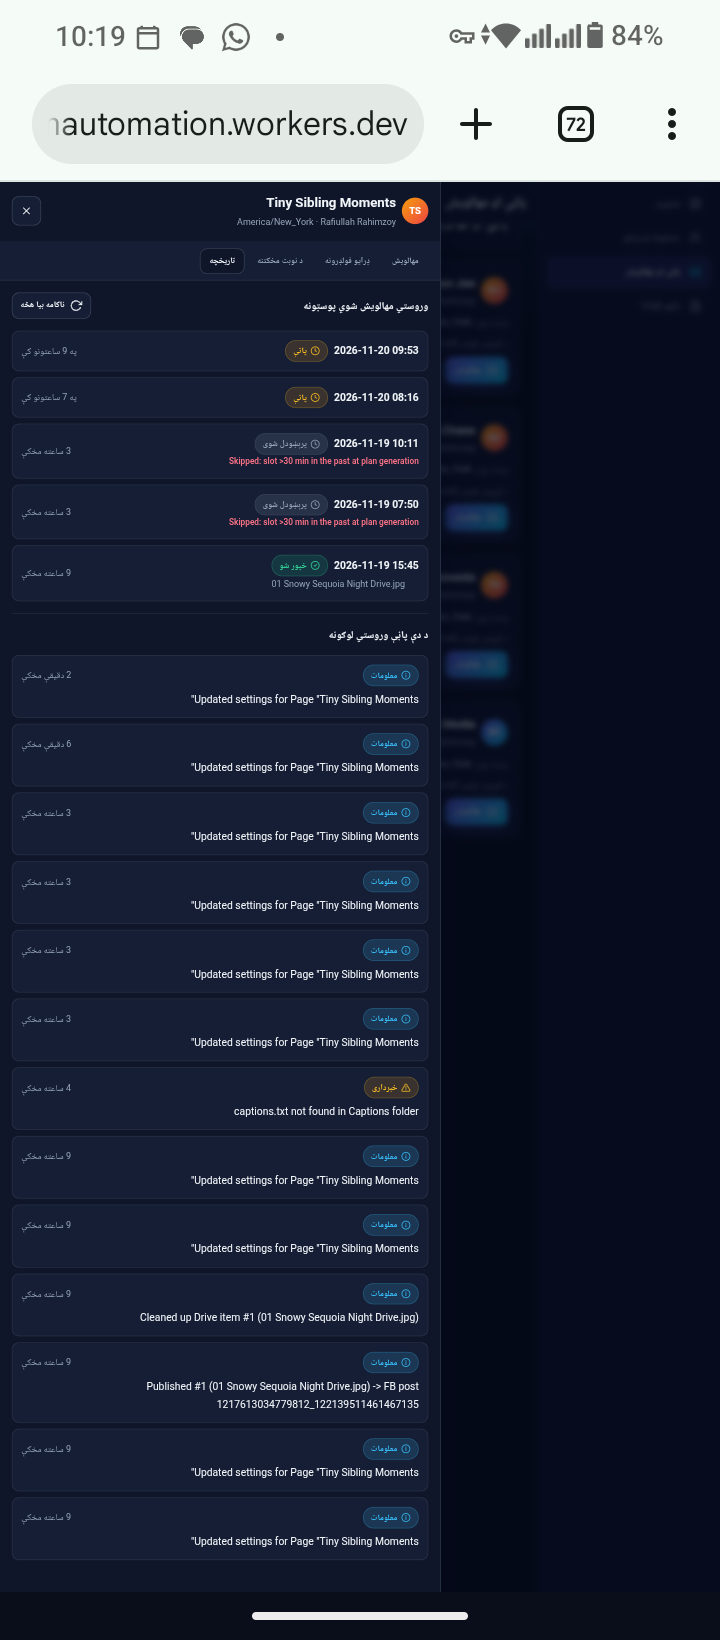 10:19
84%
nautomation.workers.dev
72
Tiny Sibling Moments
TS
America/New_York · Rafiullah Rahimzoy
مهالویش
ډرایو فولډرونه
د نوبت مخکتنه
تاریخچه
وروستي مهالویش شوي پوسټونه
ناکامه بیا هڅه
2026-11-20 09:53
پاتې
په 9 ساعتونو کې
2026-11-20 08:16
پاتې
په 7 ساعتونو کې
2026-11-19 10:11
پرېښودل شوی
3 ساعته مخکې
Skipped: slot >30 min in the past at plan generation
2026-11-19 07:50
پرېښودل شوی
3 ساعته مخکې
Skipped: slot >30 min in the past at plan generation
2026-11-19 15:45
خپور شو
9 ساعته مخکې
01 Snowy Sequoia Night Drive.jpg
د دې پاڼې وروستي لوګونه
معلومات
2 دقیقې مخکې
"Updated settings for Page "Tiny Sibling Moments
معلومات
6 دقیقې مخکې
"Updated settings for Page "Tiny Sibling Moments
معلومات
3 ساعته مخکې
"Updated settings for Page "Tiny Sibling Moments
معلومات
3 ساعته مخکې
"Updated settings for Page "Tiny Sibling Moments
معلومات
3 ساعته مخکې
"Updated settings for Page "Tiny Sibling Moments
معلومات
3 ساعته مخکې
"Updated settings for Page "Tiny Sibling Moments
خبرداری
4 ساعته مخکې
captions.txt not found in Captions folder
معلومات
9 ساعته مخکې
"Updated settings for Page "Tiny Sibling Moments
معلومات
9 ساعته مخکې
"Updated settings for Page "Tiny Sibling Moments
معلومات
9 ساعته مخکې
Cleaned up Drive item #1 (01 Snowy Sequoia Night Drive.jpg)
معلومات
9 ساعته مخکې
Published #1 (01 Snowy Sequoia Night Drive.jpg) -> FB post
1217613034779812_122139511461467135
معلومات
9 ساعته مخکې
"Updated settings for Page "Tiny Sibling Moments
معلومات
9 ساعته مخکې
"Updated settings for Page "Tiny Sibling Moments